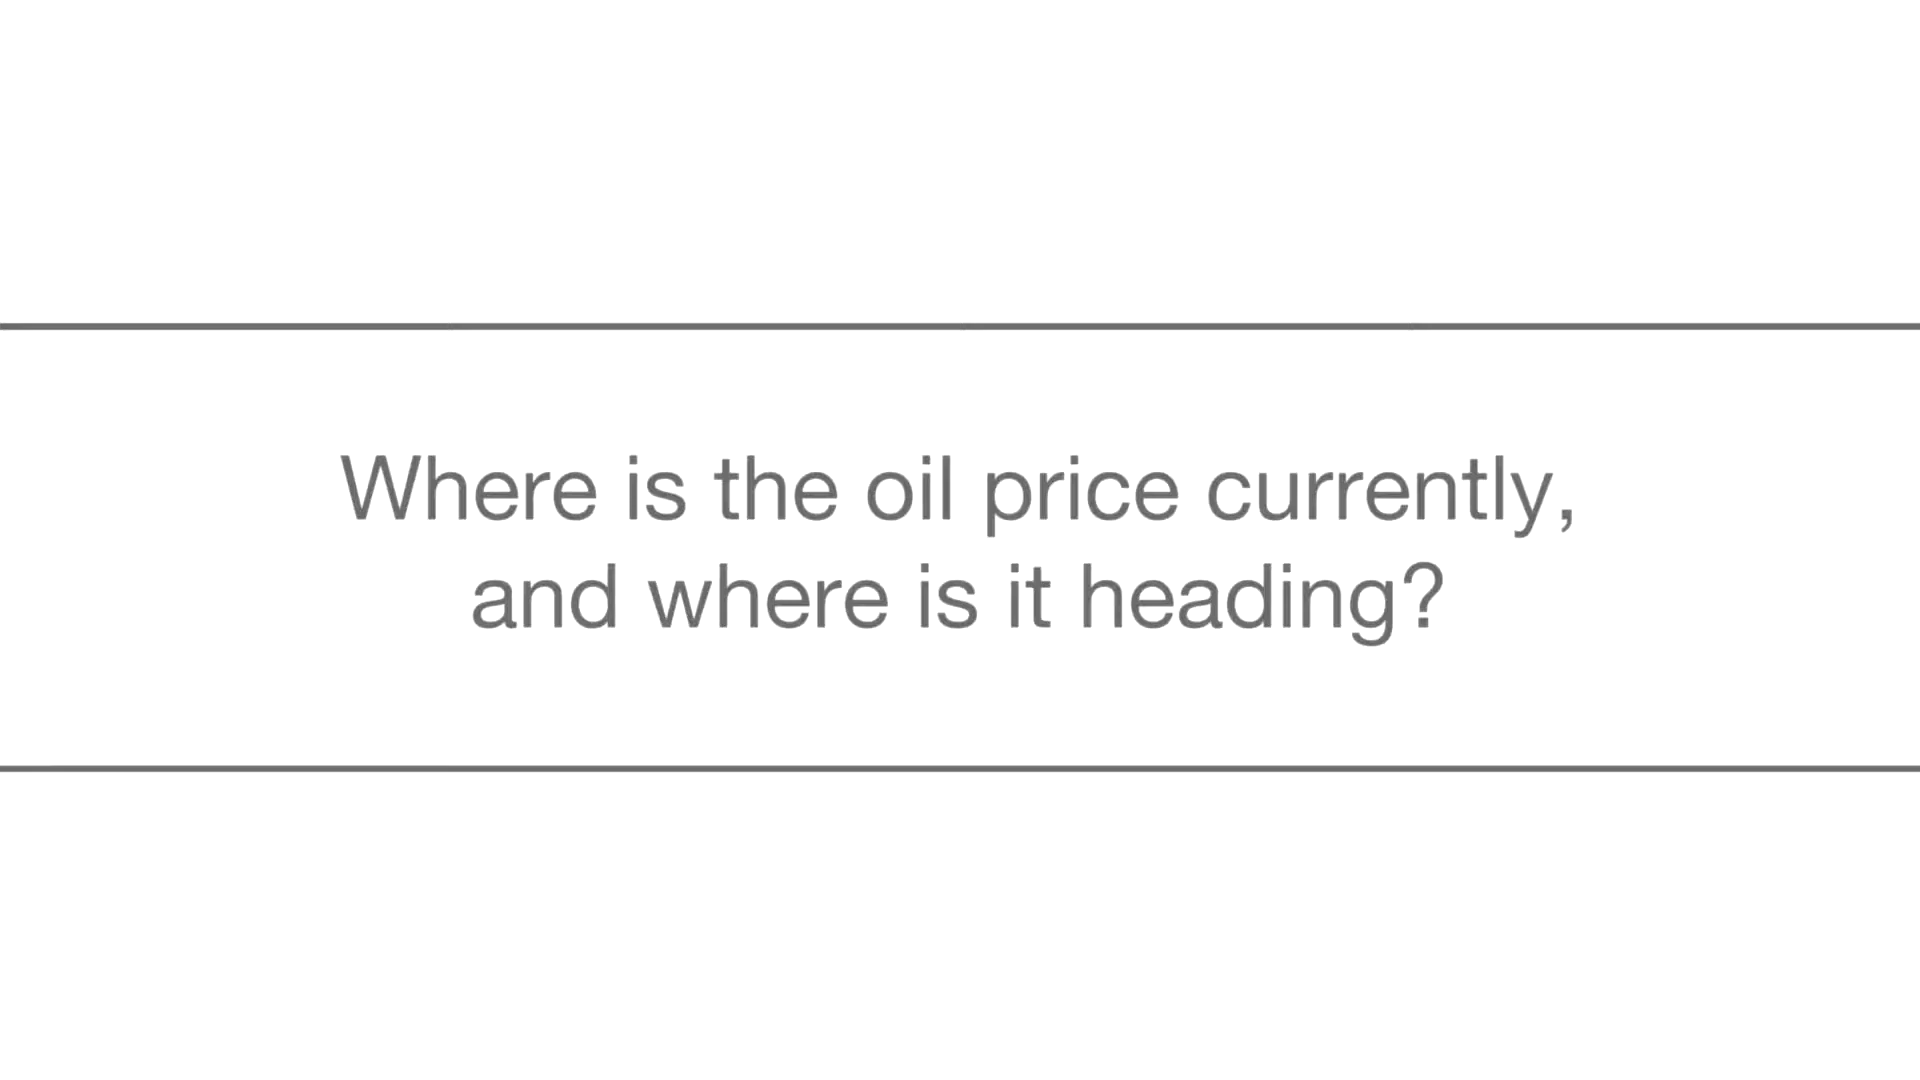 Where is the oil price currently,
and where is it heading?